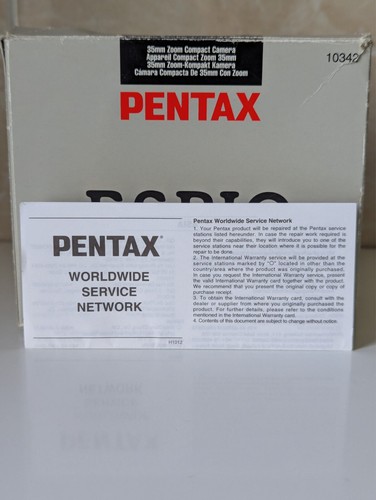 35mm Zoom Compact Camera
Appareil Compact Zoom 35mm
35mm Zoom-Kompakt Kamera
Cámara Compacta De 35mm Con Zoom
10342
PENTAX
ESPIO
PENTAX®
WORLDWIDE
SERVICE
NETWORK
Pentax Worldwide Service Network
1. Your Pentax product will be repaired at the Pentax service
stations listed hereunder. In case the repair work required is
beyond their capabilities, they will introduce you to one of the
service stations near their location where it is possible for the
repair to be done.
2. The International Warranty service will be provided at the
service stations marked by "O" located in other than the
country/area where the product was originally purchased.
In case you request the International Warranty service, present
the valid International Warranty card together with the product.
We recommend that you present the original copy or copys of
purchase receipt.
3. To obtain the International Warranty card, consult with the
dealer or supplier from where you originally purchased the
product. For further details, please refer to the conditions
mentioned in the International Warranty card.
4. Contents of this document are subject to change without notice.
H1012